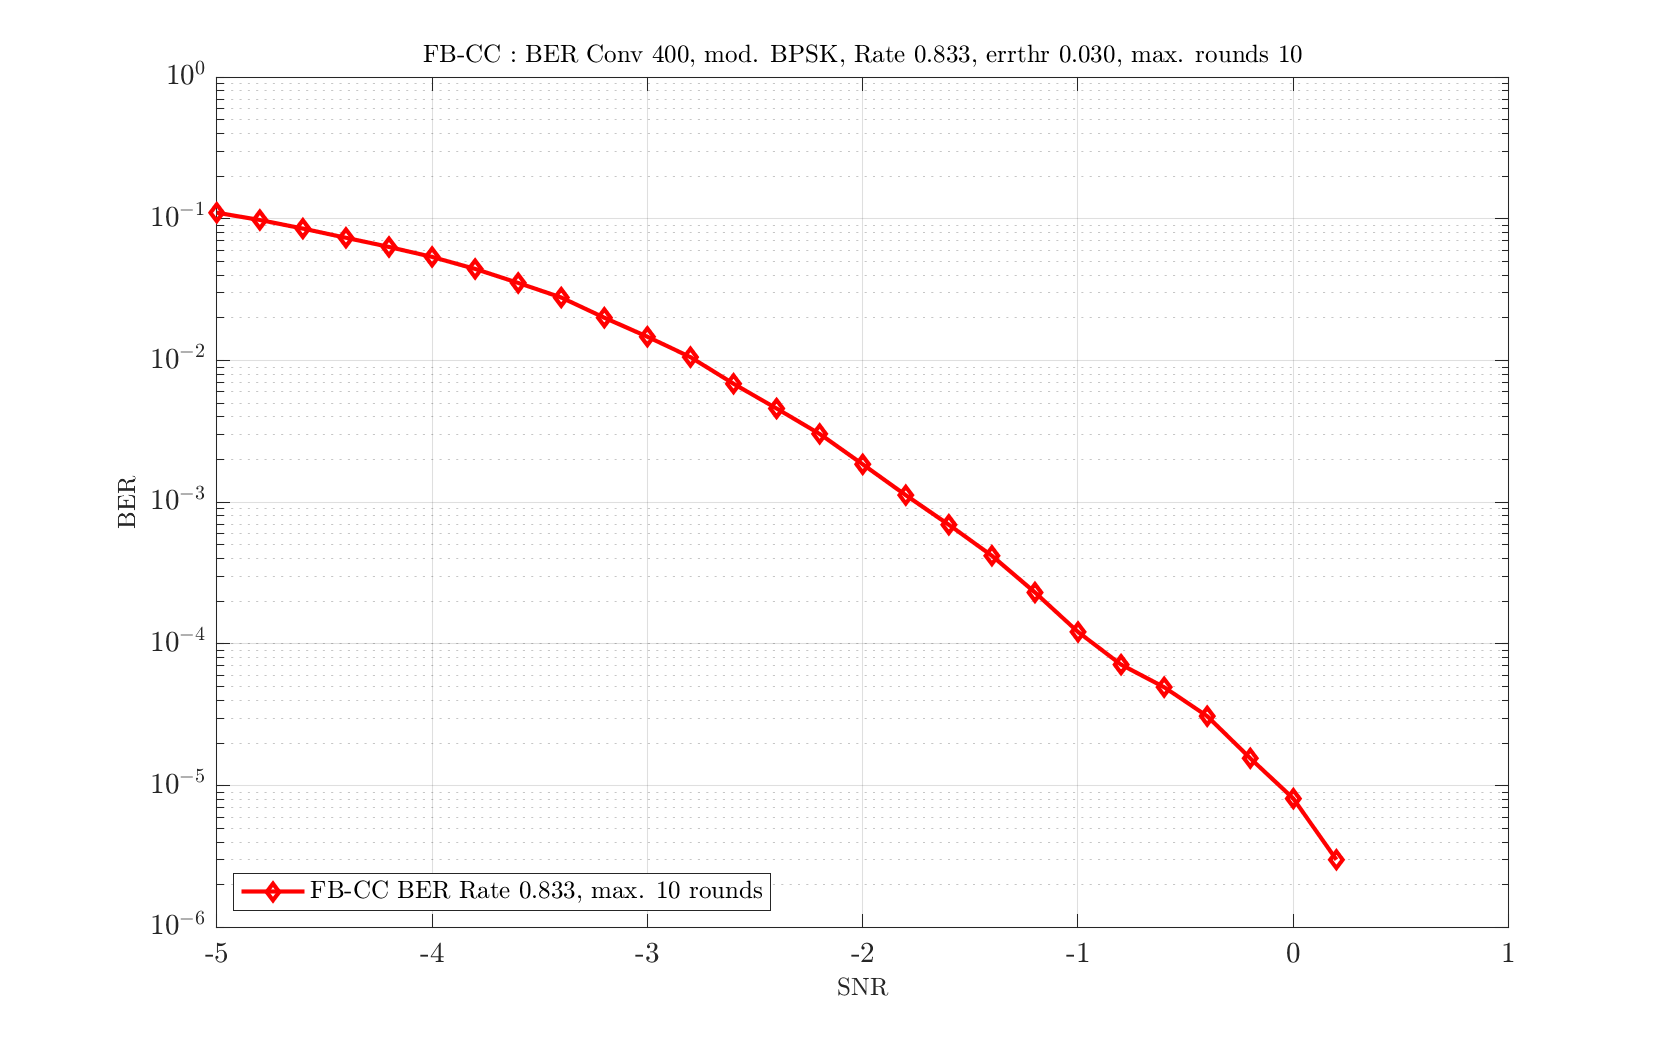 FB-CC : BER Conv 400, mod. BPSK, Rate 0.833, errthr 0.030, max. rounds 10
10^0
10^-1
10^-2
10^-3
10^-4
10^-5
10^-6
BER
FB-CC BER Rate 0.833, max. 10 rounds
-5 -4 -3 -2 -1 0 1
SNR